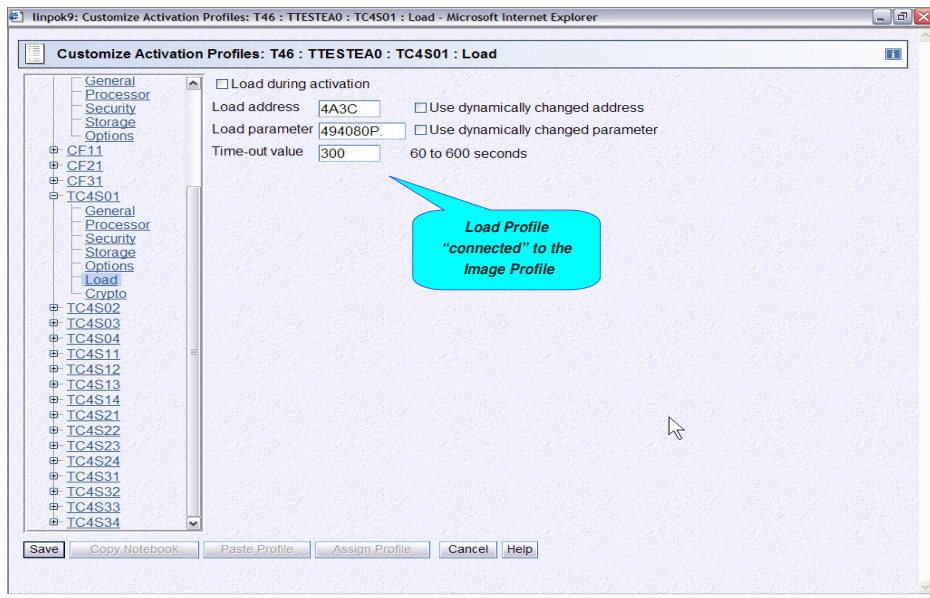 linpok9: Customize Activation Profiles: T46 : TTESTEA0 : TC4S01 : Load - Microsoft Internet Explorer
Customize Activation Profiles: T46 : TTESTEA0 : TC4S01 : Load
General
Processor
Security
Storage
Options
CF11
CF21
CF31
TC4S01
General
Processor
Security
Storage
Options
Load
Crypto
TC4S02
TC4S03
TC4S04
TC4S11
TC4S12
TC4S13
TC4S14
TC4S21
TC4S22
TC4S23
TC4S24
TC4S31
TC4S32
TC4S33
TC4S34
Load during activation
Load address 4A3C Use dynamically changed address
Load parameter 494080P. Use dynamically changed parameter
Time-out value 300 60 to 600 seconds
Load Profile
“connected” to the
Image Profile
Save Copy Notebook Paste Profile Assign Profile Cancel Help